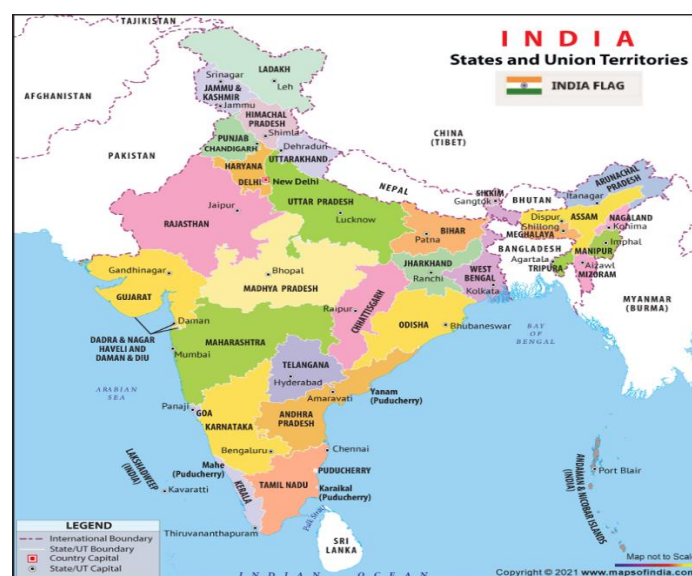 INDIA
States and Union Territories
INDIA FLAG
TAJIKISTAN
AFGHANISTAN
PAKISTAN
CHINA
(TIBET)
LADAKH
Leh
Srinagar
JAMMU &
KASHMIR
Jammu
HIMACHAL
PRADESH
Shimla
PUNJAB
CHANDIGARH
Dehradun
UTTARAKHAND
HARYANA
DELHI
New Delhi
NEPAL
SIKKIM
Gangtok
BHUTAN
ARUNACHAL
PRADESH
Itanagar
Jaipur
RAJASTHAN
UTTAR PRADESH
Lucknow
BIHAR
Patna
Dispur
ASSAM
Shillong
MEGHALAYA
NAGALAND
Kohima
Imphal
MANIPUR
BANGLADESH
Agartala
TRIPURA
Aizawl
MIZORAM
MYANMAR
(BURMA)
Gandhinagar
GUJARAT
Bhopal
MADHYA PRADESH
JHARKHAND
Ranchi
WEST
BENGAL
Kolkata
Raipur
CHHATTISGARH
ODISHA
Bhubaneswar
BAY
OF
BENGAL
Daman
DADRA & NAGAR
HAVELI AND
DAMAN & DIU
MAHARASHTRA
Mumbai
ARABIAN
SEA
TELANGANA
Hyderabad
Amaravati
Yanam
(Puducherry)
Panaji
GOA
KARNATAKA
ANDHRA
PRADESH
Bengaluru
Chennai
Mahe
(Puducherry)
PUDUCHERRY
LAKSHADWEEP
(INDIA)
Kavaratti
KERALA
TAMIL NADU
Karaikal
(Puducherry)
Palk Strait
Thiruvananthapuram
SRI
LANKA
ANDAMAN & NICOBAR ISLANDS
(INDIA)
Port Blair
INDIAN OCEAN
LEGEND
International Boundary
State/UT Boundary
Country Capital
State/UT Capital
Map not to Scale
Copyright © 2021 www.mapsofindia.com